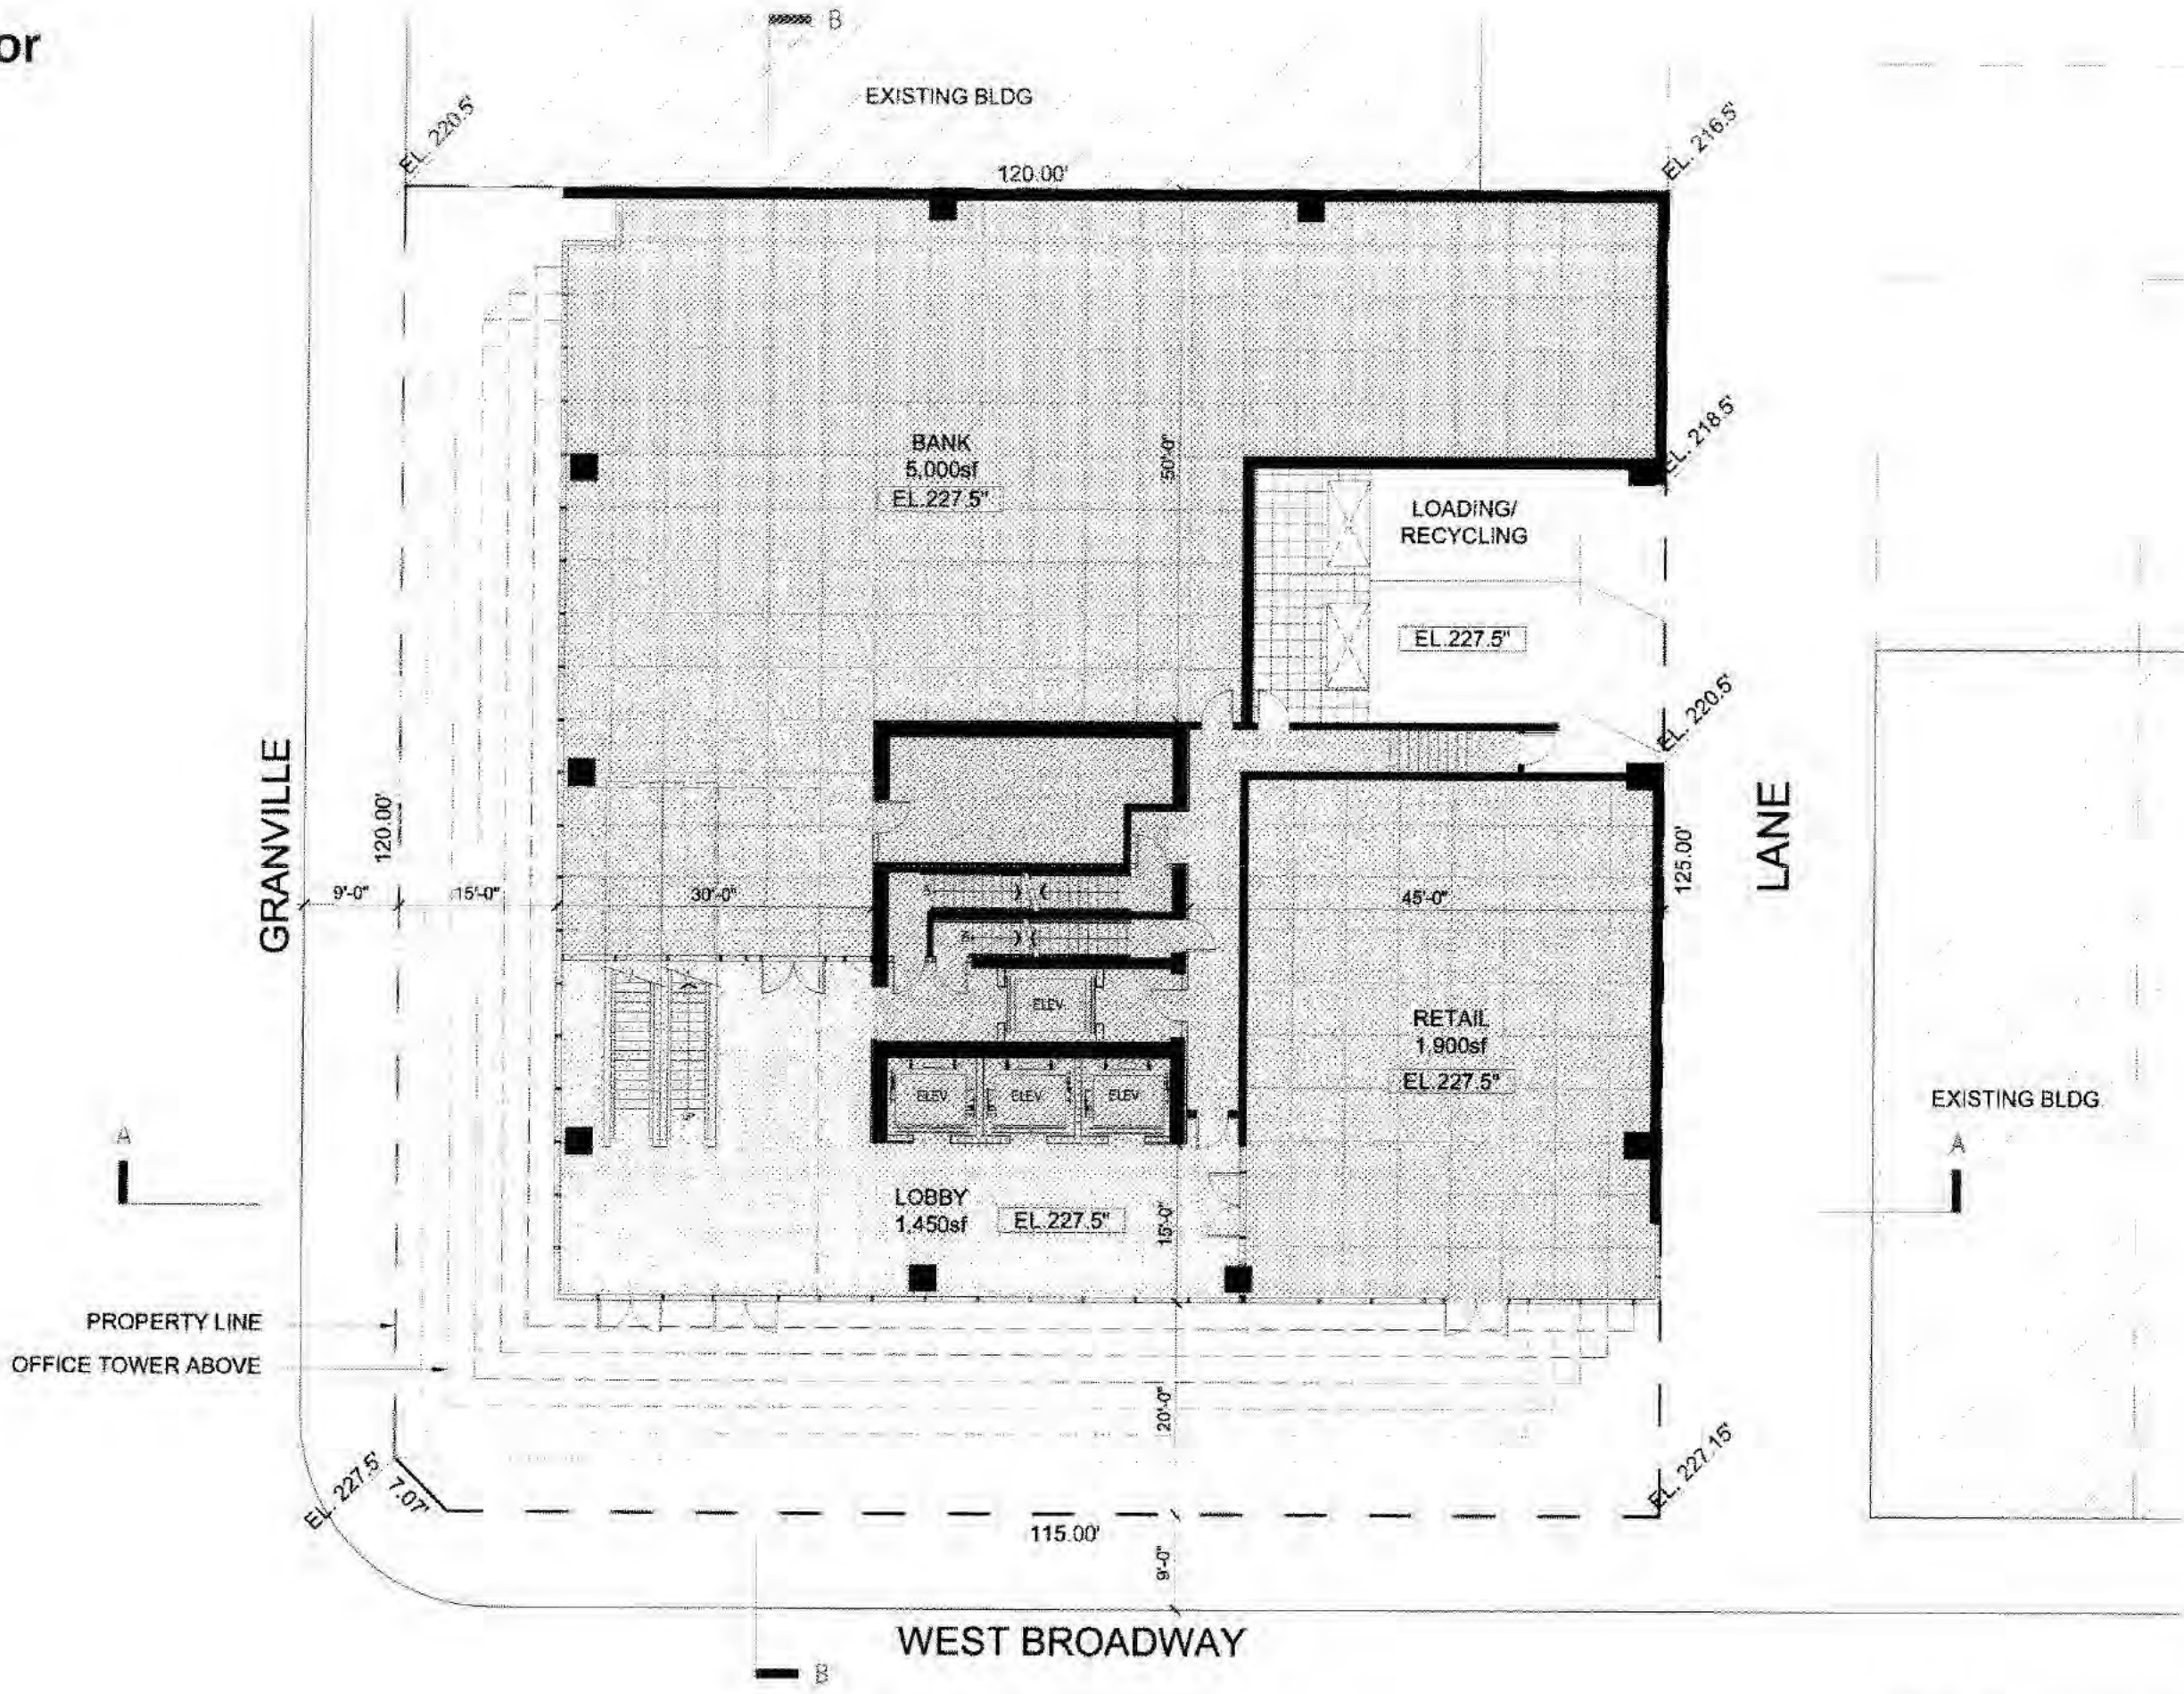 or
B
EXISTING BLDG
EL. 220.5'
EL. 216.5'
120.00'
BANK
5,000sf
EL.227.5"
50'-0"
EL. 218.5'
LOADING/
RECYCLING
EL.227.5"
EL. 220.5'
GRANVILLE
120.00'
9'-0"
15'-0"
30'-0"
45'-0"
125.00'
LANE
ELEV.
RETAIL
1,900sf
EL.227.5"
ELEV.
ELEV.
ELEV.
EXISTING BLDG
A
A
LOBBY
1,450sf
EL.227.5"
15'-0"
PROPERTY LINE
OFFICE TOWER ABOVE
20'-0"
EL. 227.5'
7.07'
EL. 227.15'
115.00'
9'-0"
WEST BROADWAY
B